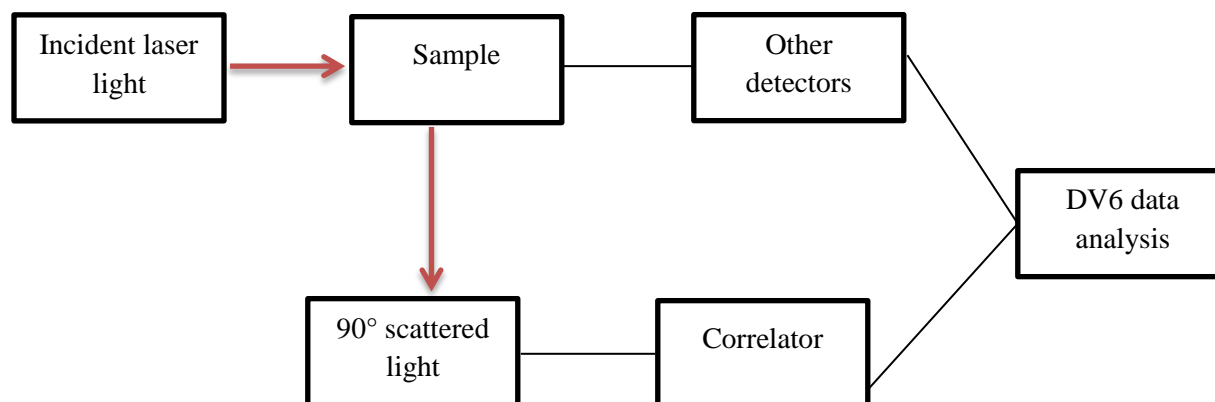 Incident laser
light
Sample
Other
detectors
DV6 data
analysis
90° scattered
light
Correlator